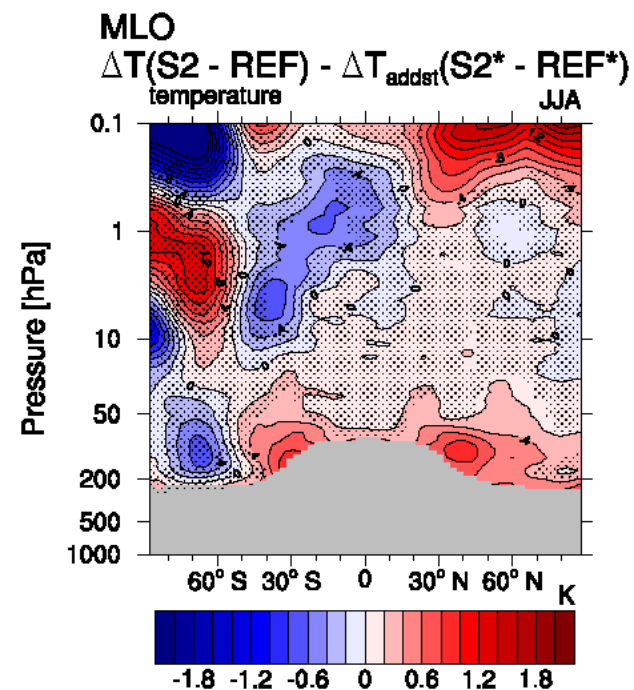 MLO
ΔT(S2 - REF) - ΔT_addst(S2* - REF*)
temperature JJA
0.1
1
10
50
200
500
1000
Pressure [hPa]
60° S 30° S 0 30° N 60° N
K
-1.8 -1.2 -0.6 0 0.6 1.2 1.8